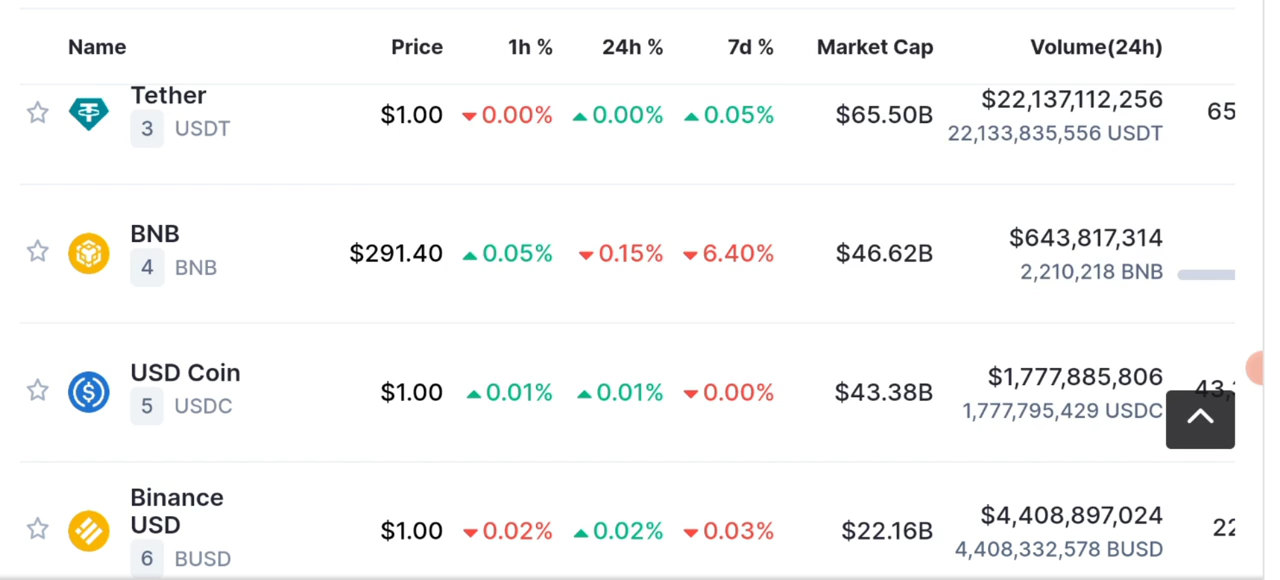 Name Price 1h % 24h % 7d % Market Cap Volume(24h)
Tether
3 USDT
$1.00 0.00% 0.00% 0.05% $65.50B $22,137,112,256
22,133,835,556 USDT
65
BNB
4 BNB
$291.40 0.05% 0.15% 6.40% $46.62B $643,817,314
2,210,218 BNB
USD Coin
5 USDC
$1.00 0.01% 0.01% 0.00% $43.38B $1,777,885,806
1,777,795,429 USDC
43,
Binance
USD
6 BUSD
$1.00 0.02% 0.02% 0.03% $22.16B $4,408,897,024
4,408,332,578 BUSD
22